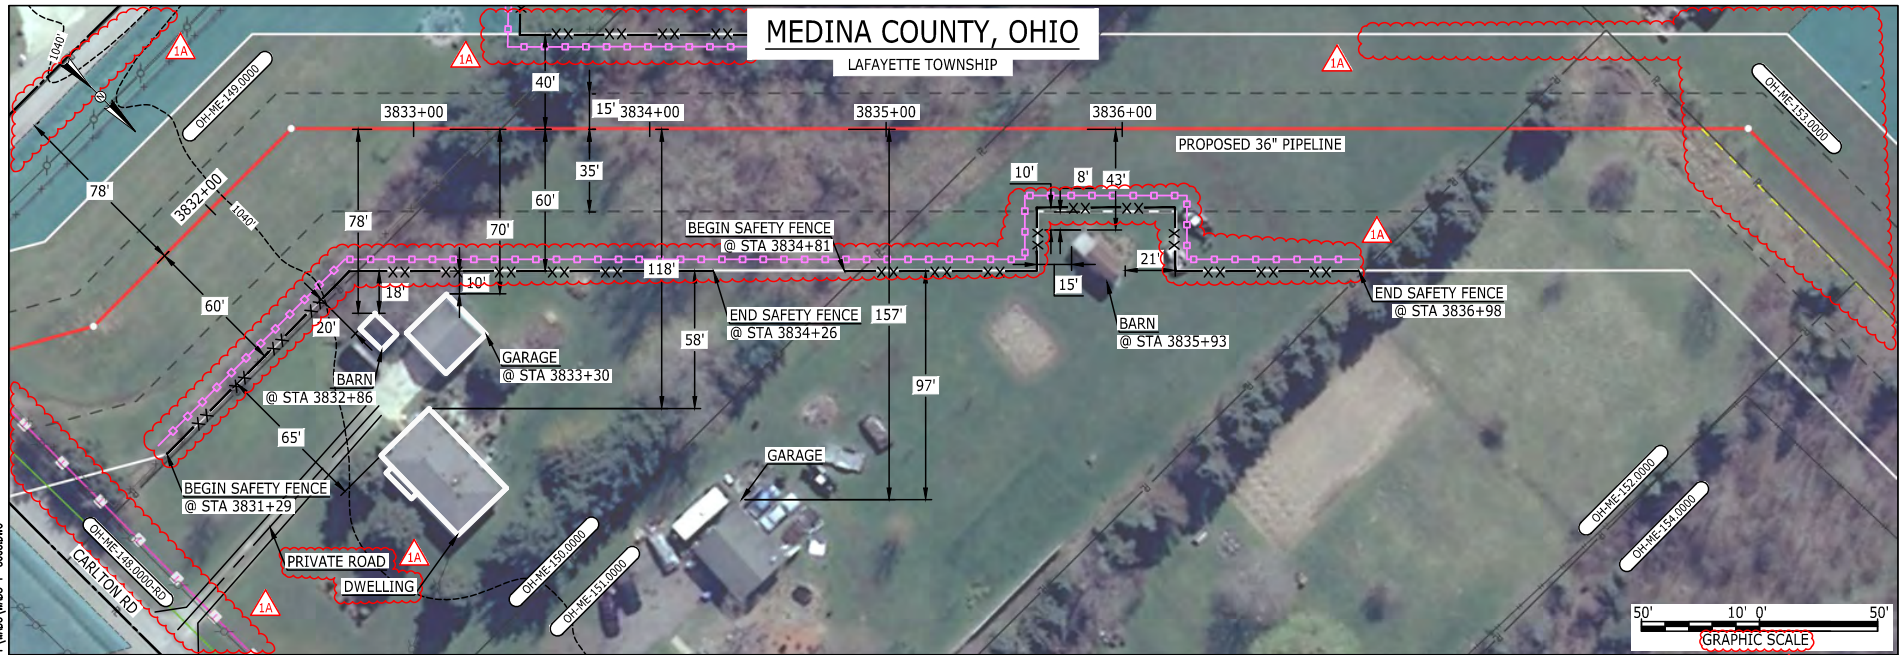 MEDINA COUNTY, OHIO
LAFAYETTE TOWNSHIP
1040'
1A
N
OH-ME-149.0000
1A
40'
15'
3833+00
3834+00
3835+00
3836+00
1A
OH-ME-153.0000
PROPOSED 36" PIPELINE
78'
3832+00
1040'
78'
70'
60'
35'
10'
8'
43'
BEGIN SAFETY FENCE
@ STA 3834+81
1A
118'
18'
10'
60'
20'
15'
21'
END SAFETY FENCE
@ STA 3836+98
END SAFETY FENCE
@ STA 3834+26
157'
58'
BARN
@ STA 3835+93
GARAGE
@ STA 3833+30
BARN
@ STA 3832+86
97'
65'
GARAGE
BEGIN SAFETY FENCE
@ STA 3831+29
OH-ME-152.0000
OH-ME-154.0000
OH-ME-148.0000RD
CARLTON RD
PRIVATE ROAD
1A
DWELLING
OH-ME-150.0000
OH-ME-151.0000
1A
50'
10'
0'
50'
GRAPHIC SCALE